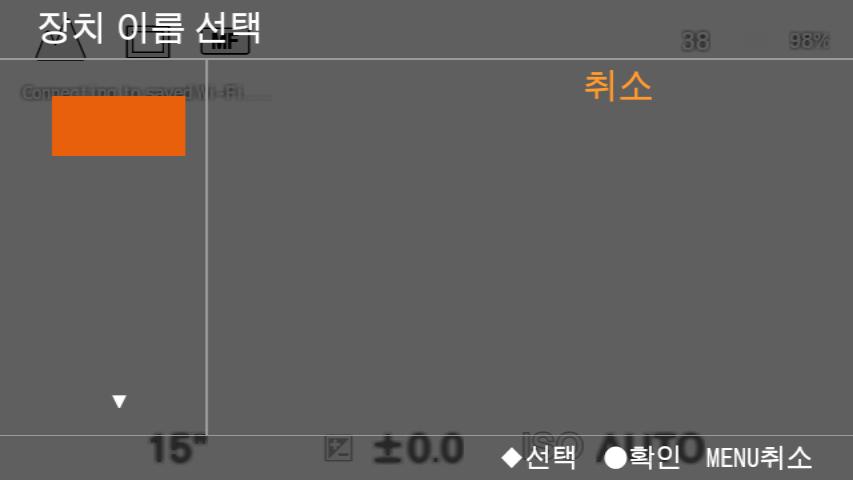 장치 이름 선택
MF
38
98%
Connecting to saved Wi-Fi......
취소
▼
15"
±0.0
ISO AUTO
◆선택 ●확인 MENU취소